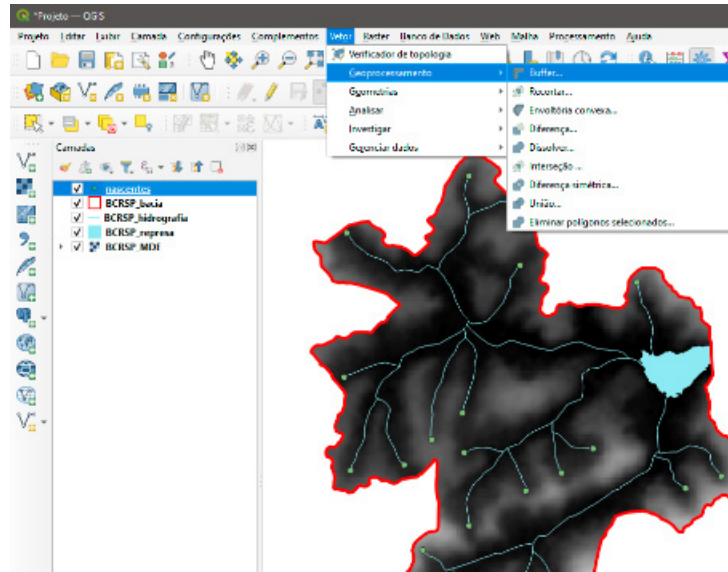 *Projeto — QGIS
Projeto Editar Exibir Camada Configurações Complementos Vetor Raster Banco de Dados Web Malha Processamento Ajuda
Verificador de topologia
Geoprocessamento
Geometrias
Analisar
Investigar
Gerenciar dados
Buffer...
Recortar...
Envoltória convexa...
Diferença...
Dissolver...
Interseção ...
Diferença simétrica...
União...
Eliminar polígonos selecionados...
Camadas
nascentes
BCRSP_bacia
BCRSP_hidrografia
BCRSP_represa
BCRSP_MDE